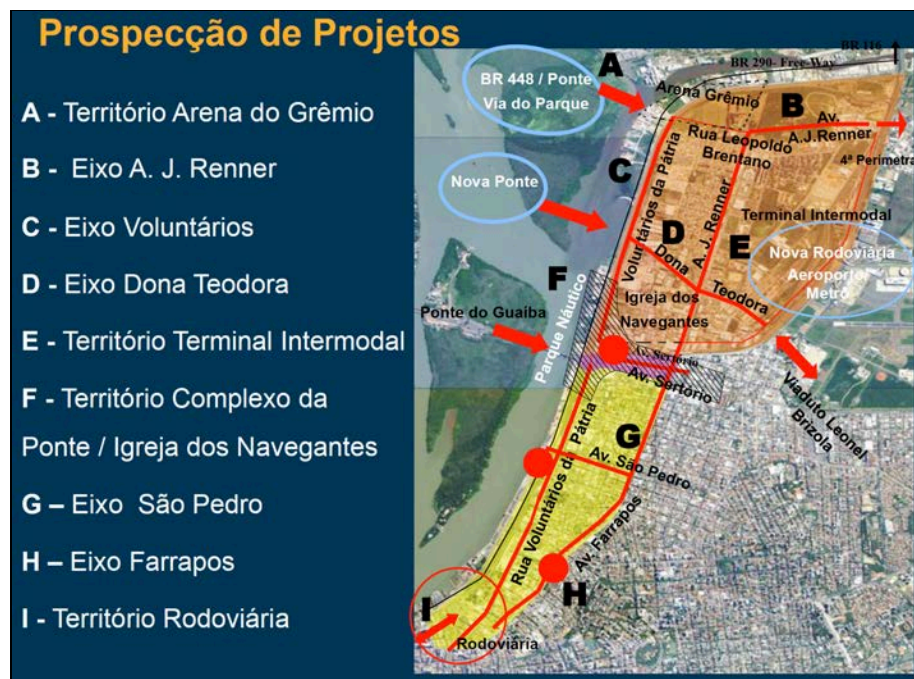 Prospecção de Projetos
A - Território Arena do Grêmio
B - Eixo A. J. Renner
C - Eixo Voluntários
D - Eixo Dona Teodora
E - Território Terminal Intermodal
F - Território Complexo da
Ponte / Igreja dos Navegantes
G – Eixo São Pedro
H – Eixo Farrapos
I - Território Rodoviária
BR 116
BR 290- Free-Way
A
BR 448 / Ponte
Via do Parque
Arena Grêmio
B
Av.
A.J.Renner
Rua Leopoldo
Brentano
4ª Perimetra
C
Nova Ponte
Voluntários da Pátria
A. J. Renner
D
E
Terminal Intermodal
Dona
Teodora
Nova Rodoviária
Aeroporto
Metrô
F
Igreja dos
Navegantes
Ponte do Guaíba
Parque Náutico
Av. Sertório
Av. Sertório
Viaduto Leonel
Brizola
G
Av. São Pedro
Rua Voluntários da Pátria
Av. Farrapos
H
I
Rodoviária